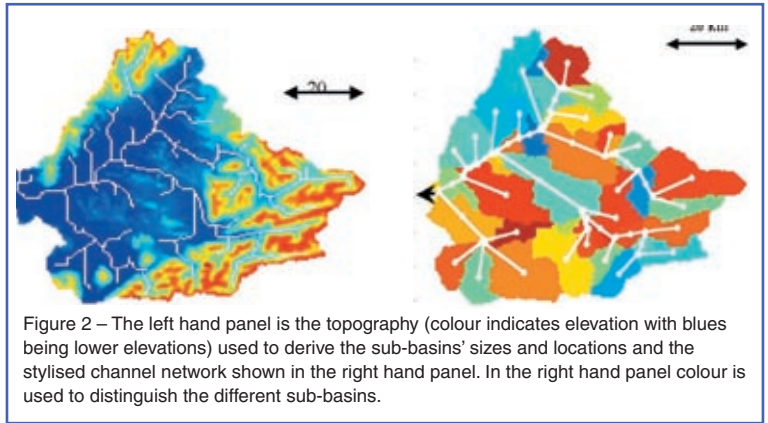 20
20 km
Figure 2 – The left hand panel is the topography (colour indicates elevation with blues
being lower elevations) used to derive the sub-basins’ sizes and locations and the
stylised channel network shown in the right hand panel. In the right hand panel colour is
used to distinguish the different sub-basins.